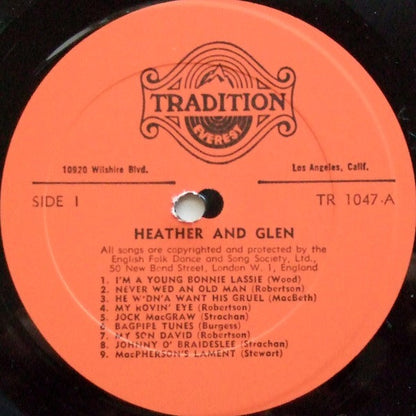 TRADITION
EVEREST
10920 Wilshire Blvd.
Los Angeles, Calif.
SIDE 1
TR 1047-A
HEATHER AND GLEN
All songs are copyrighted and protected by the
English Folk Dance and Song Society, Ltd.,
50 New Bond Street, London W. 1, England
1. I'M A YOUNG BONNIE LASSIE (Wood)
2. NEVER WED AN OLD MAN (Robertson)
3. HE W'DN'A WANT HIS GRUEL (MacBeth)
4. MY ROVIN' EYE (Robertson)
5. JOCK MacGRAW (Strachan)
6. BAGPIPE TUNES (Burgess)
7. MY SON DAVID (Robertson)
8. JOHNNY O' BRAIDESLEE (Strachan)
9. MacPHERSON'S LAMENT (Stewart)